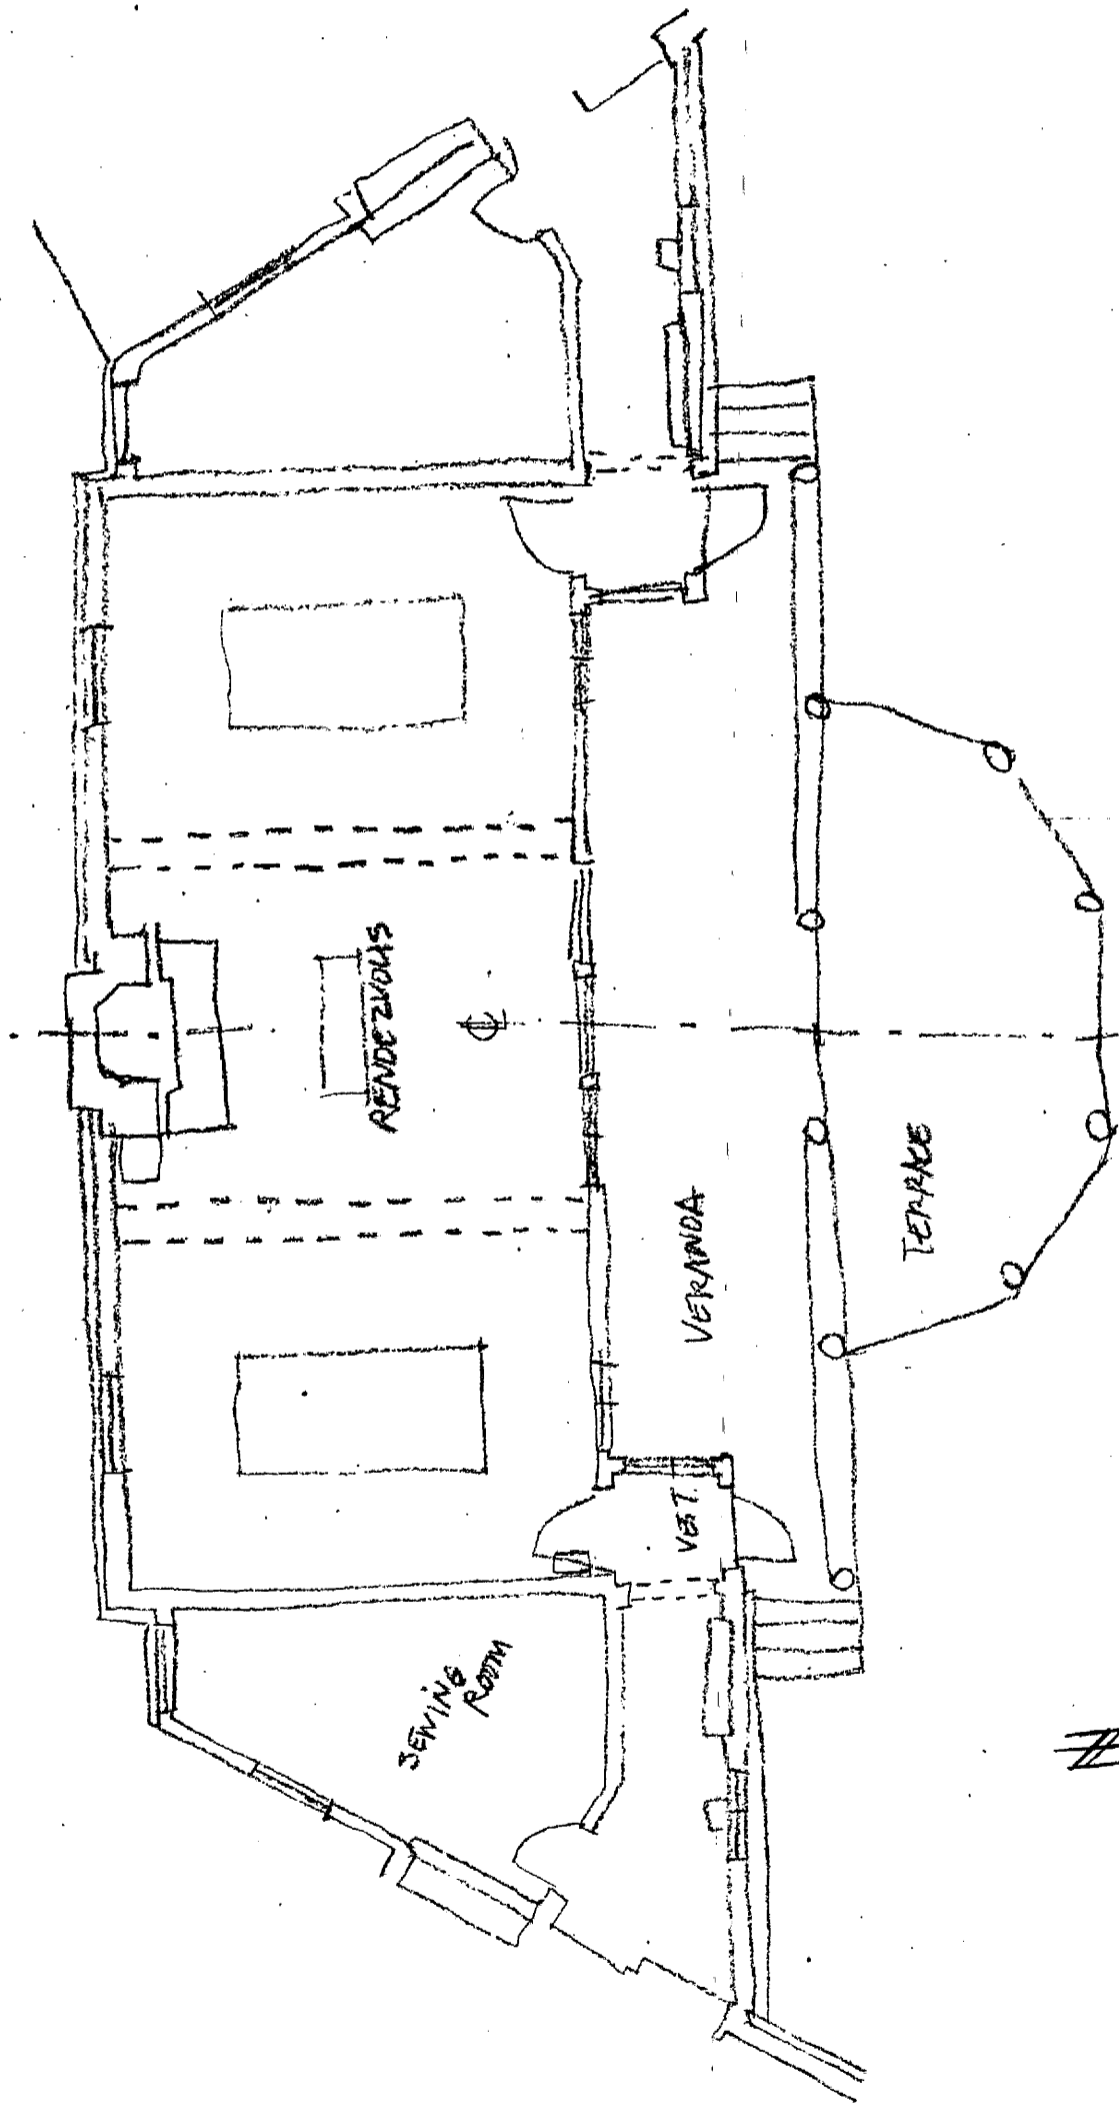 RENDEZVOUS
℄
VERANDA
TERRACE
VEST.
SEWING
ROOM